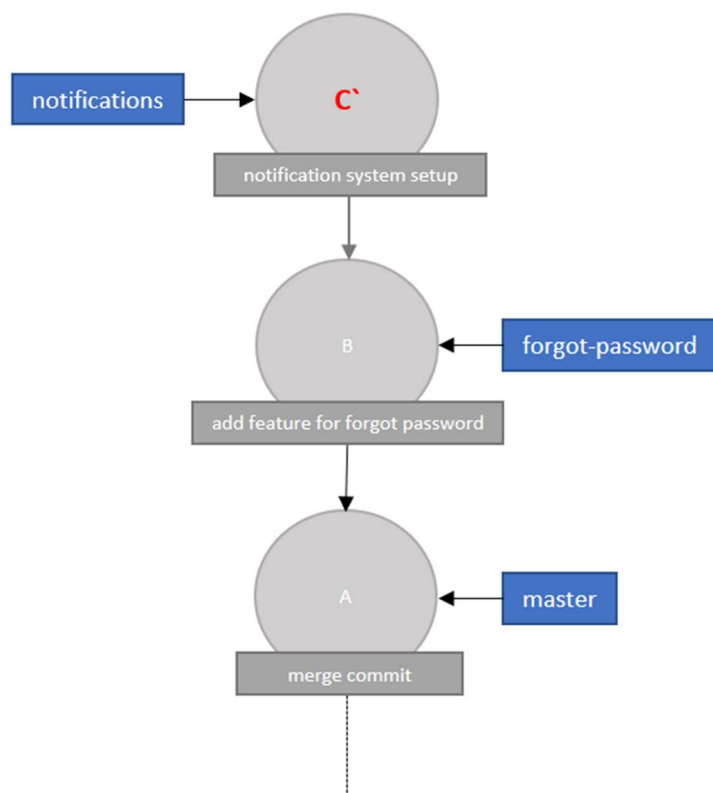 C`
notifications
notification system setup
B
forgot-password
add feature for forgot password
A
master
merge commit